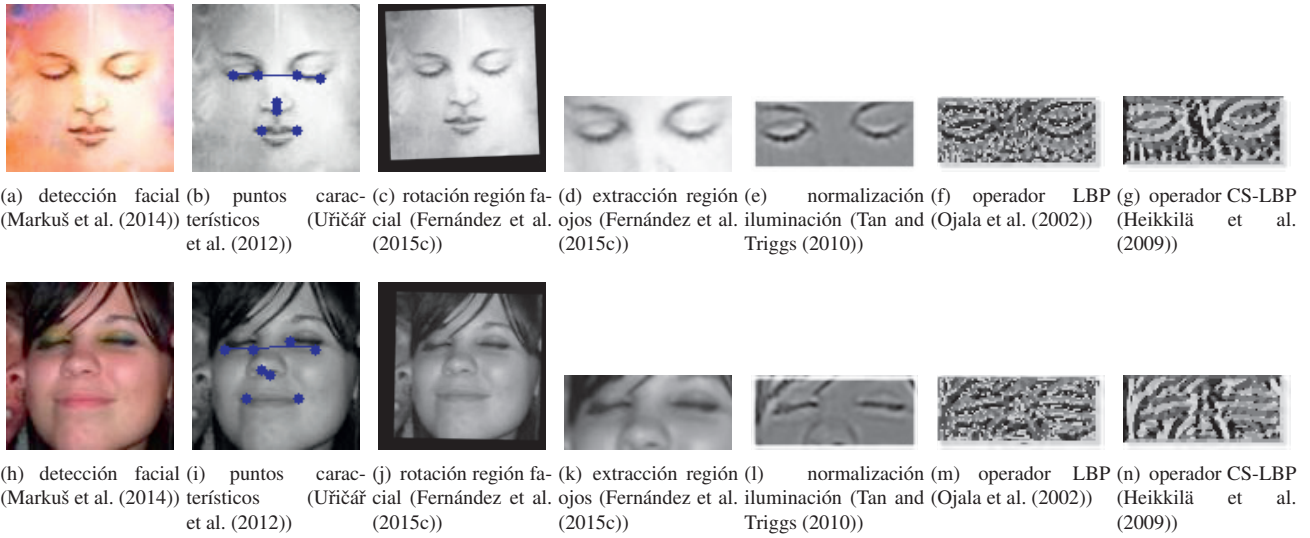 (a) detección facial (Markuš et al. (2014))
(b) puntos carac-
terísticos (Uřičář
et al. (2012))
(c) rotación región fa-
cial (Fernández et al.
(2015c))
(d) extracción región
ojos (Fernández et al.
(2015c))
(e) normalización
iluminación (Tan and
Triggs (2010))
(f) operador LBP
(Ojala et al. (2002))
(g) operador CS-LBP
(Heikkilä et al.
(2009))
(h) detección facial
(Markuš et al. (2014))
(i) puntos carac-
terísticos (Uřičář
et al. (2012))
(j) rotación región fa-
cial (Fernández et al.
(2015c))
(k) extracción región
ojos (Fernández et al.
(2015c))
(l) normalización
iluminación (Tan and
Triggs (2010))
(m) operador LBP
(Ojala et al. (2002))
(n) operador CS-LBP
(Heikkilä et al.
(2009))